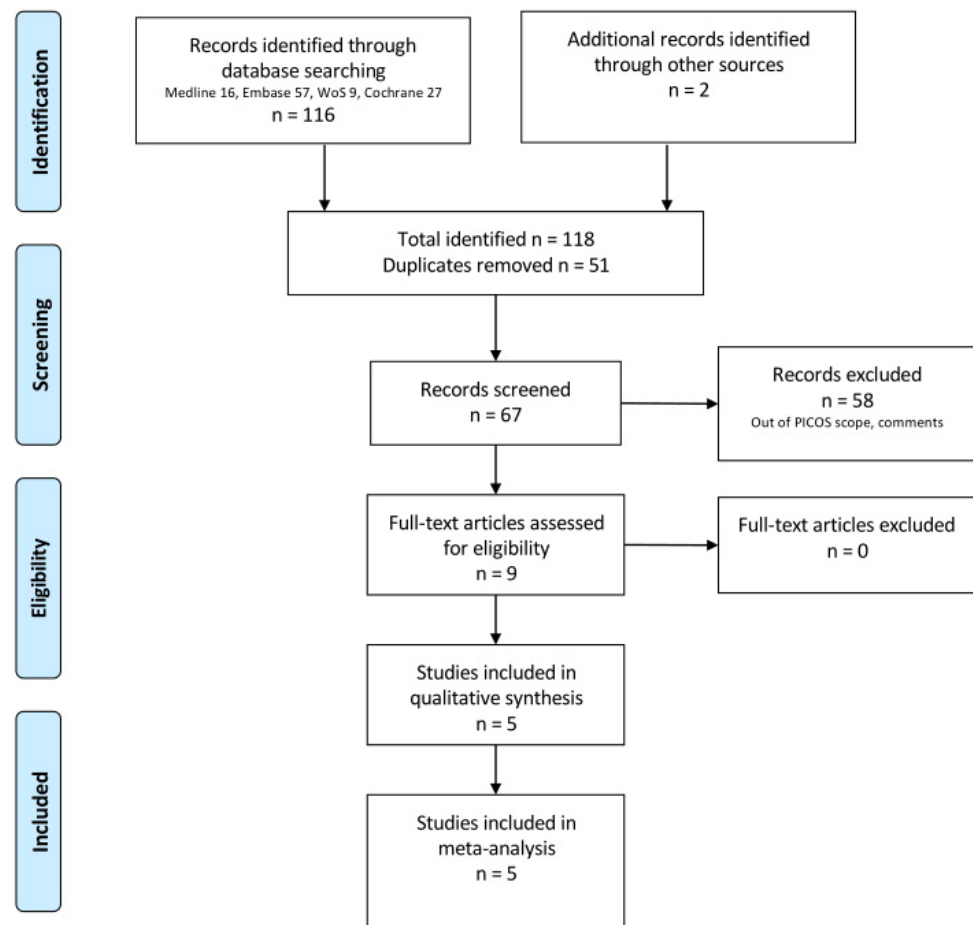 Identification
Records identified through
database searching
Medline 16, Embase 57, WoS 9, Cochrane 27
n = 116
Additional records identified
through other sources
n = 2
Total identified n = 118
Duplicates removed n = 51
Screening
Records screened
n = 67
Records excluded
n = 58
Out of PICOS scope, comments
Eligibility
Full-text articles assessed
for eligibility
n = 9
Full-text articles excluded
n = 0
Studies included in
qualitative synthesis
n = 5
Included
Studies included in
meta-analysis
n = 5